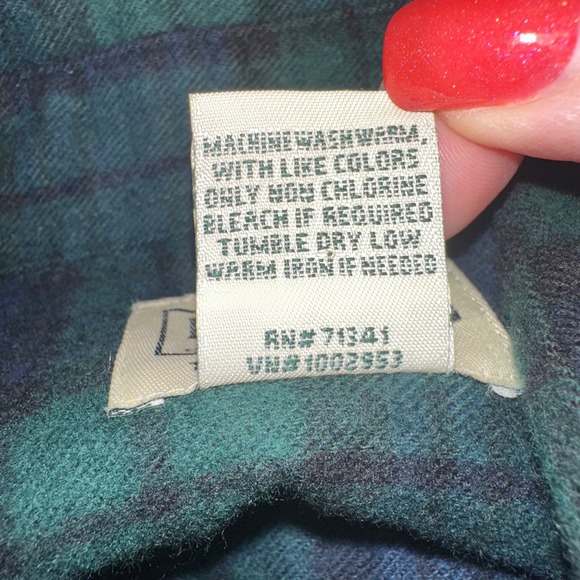 MACHINE WASH WARM,
WITH LIKE COLORS
ONLY NON CHLORINE
BLEACH IF REQUIRED
TUMBLE DRY LOW
WARM IRON IF NEEDED
RN# 71341
VN#1002953